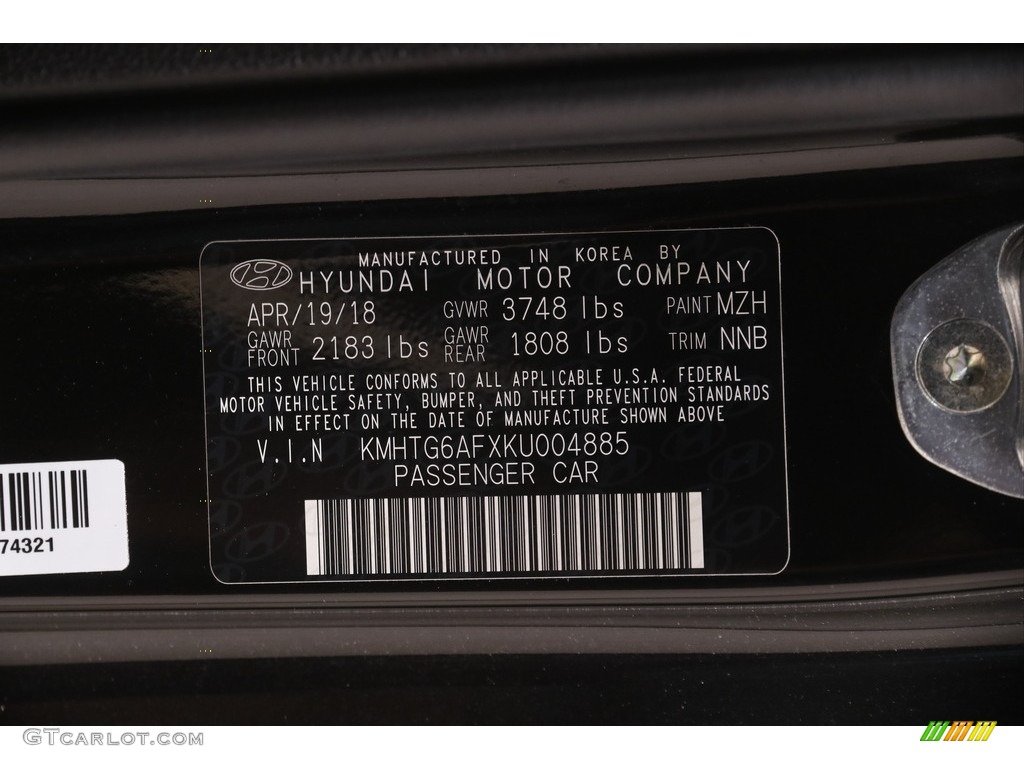 MANUFACTURED IN KOREA BY
HYUNDAI MOTOR COMPANY
APR/19/18 GVWR 3748 lbs PAINT MZH
GAWR FRONT 2183 lbs GAWR REAR 1808 lbs TRIM NNB
THIS VEHICLE CONFORMS TO ALL APPLICABLE U.S.A. FEDERAL
MOTOR VEHICLE SAFETY, BUMPER, AND THEFT PREVENTION STANDARDS
IN EFFECT ON THE DATE OF MANUFACTURE SHOWN ABOVE
V.I.N KMHTG6AFXKU004885
PASSENGER CAR
74321
GTCarlot.com